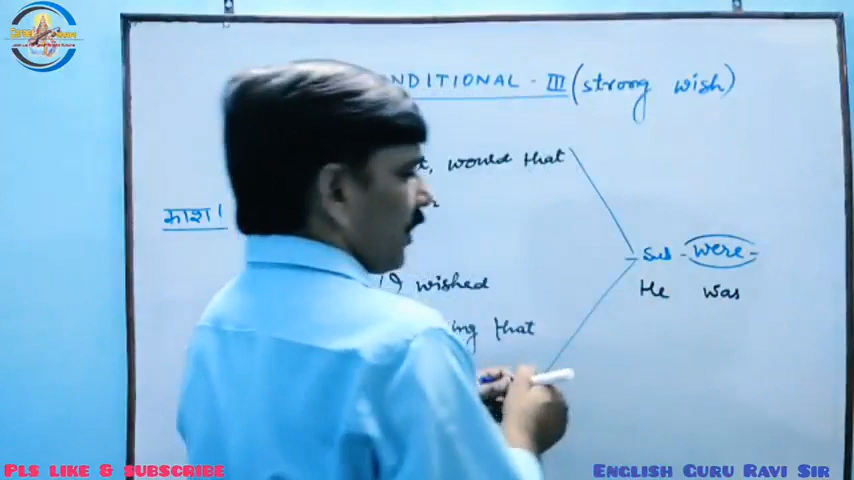 NDITIONAL - III (strong wish)
would that
काश!
Sub - were -
I wished
He was
that
PLS LIKE & SUBSCRIBE
ENGLISH GURU RAVI SIR